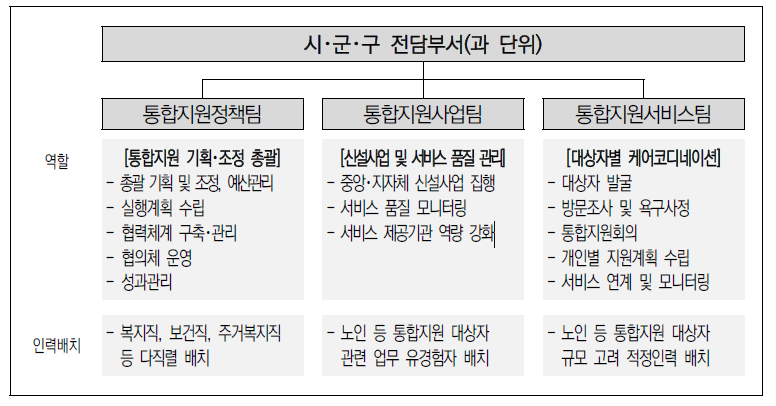 시·군·구 전담부서(과 단위)
통합지원정책팀
통합지원사업팀
통합지원서비스팀
역할
[통합지원 기획·조정 총괄]
- 총괄 기획 및 조정, 예산관리
- 실행계획 수립
- 협력체계 구축·관리
- 협의체 운영
- 성과관리
[신설사업 및 서비스 품질 관리]
- 중앙·지자체 신설사업 집행
- 서비스 품질 모니터링
- 서비스 제공기관 역량 강화
[대상자별 케어코디네이션]
- 대상자 발굴
- 방문조사 및 욕구사정
- 통합지원회의
- 개인별 지원계획 수립
- 서비스 연계 및 모니터링
인력배치
- 복지직, 보건직, 주거복지직
등 다직렬 배치
- 노인 등 통합지원 대상자
관련 업무 유경험자 배치
- 노인 등 통합지원 대상자
규모 고려 적정인력 배치